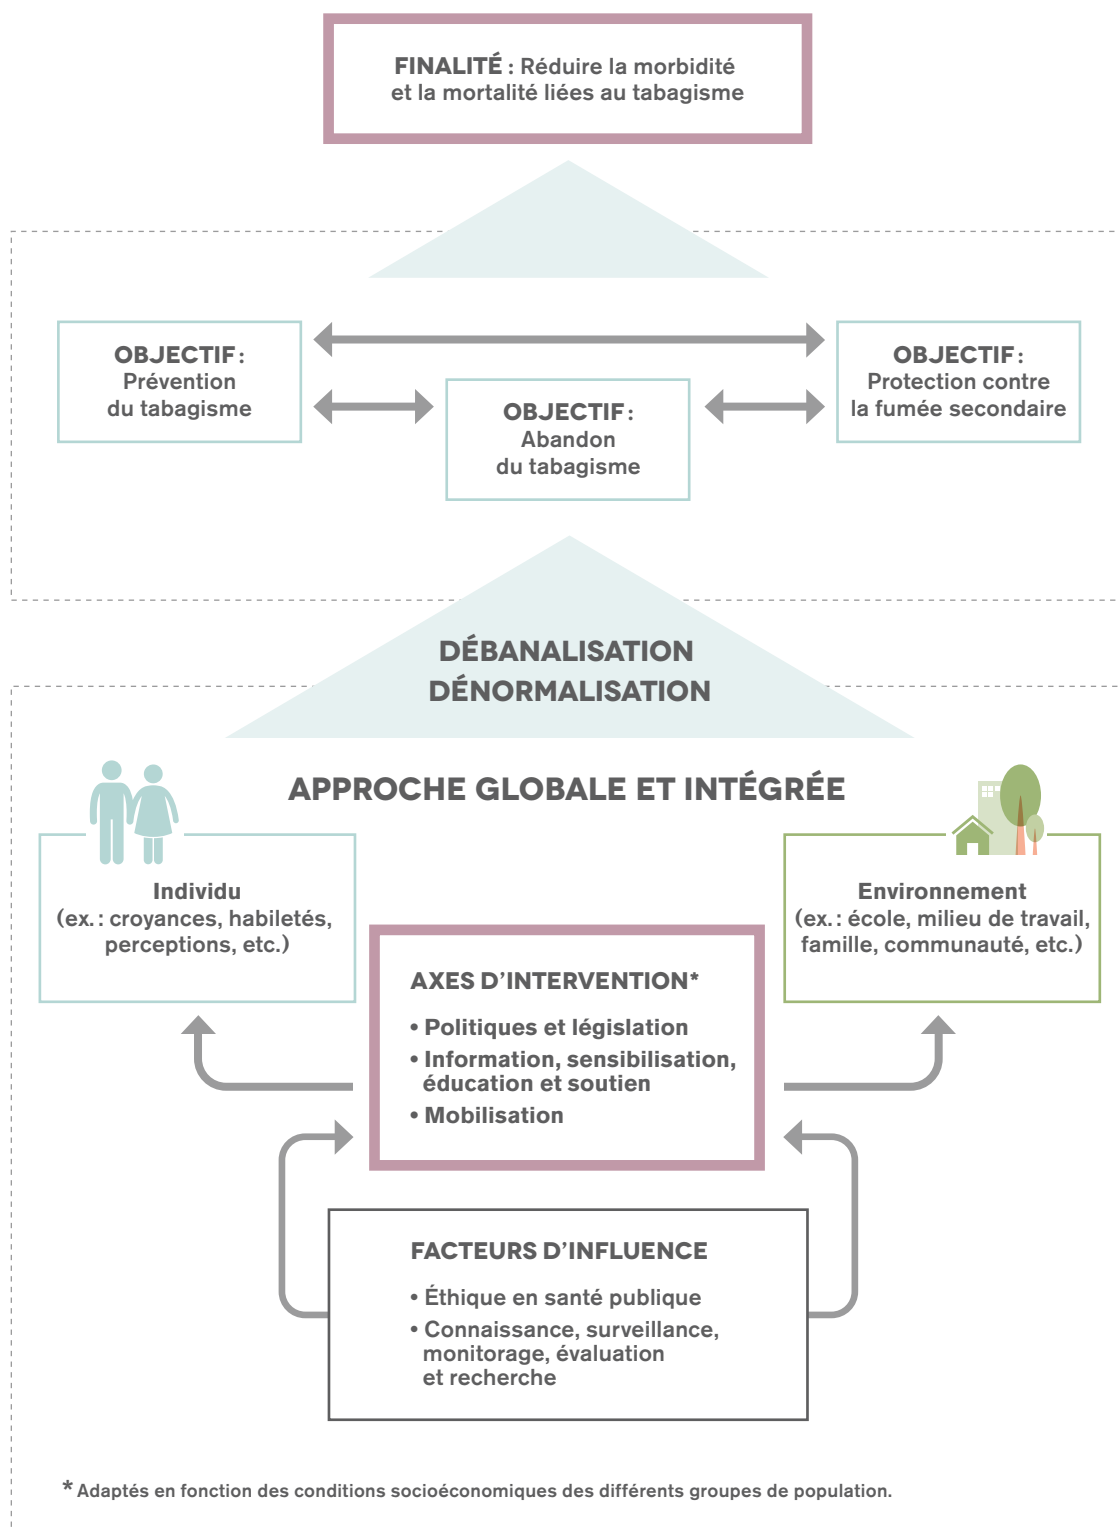 FINALITÉ : Réduire la morbidité
et la mortalité liées au tabagisme
OBJECTIF :
Prévention
du tabagisme
OBJECTIF :
Abandon
du tabagisme
OBJECTIF :
Protection contre
la fumée secondaire
DÉBANALISATION
DÉNORMALISATION
APPROCHE GLOBALE ET INTÉGRÉE
Individu
(ex. : croyances, habiletés,
perceptions, etc.)
Environnement
(ex. : école, milieu de travail,
famille, communauté, etc.)
AXES D'INTERVENTION*
• Politiques et législation
• Information, sensibilisation,
éducation et soutien
• Mobilisation
FACTEURS D'INFLUENCE
• Éthique en santé publique
• Connaissance, surveillance,
monitorage, évaluation
et recherche
* Adaptés en fonction des conditions socioéconomiques des différents groupes de population.